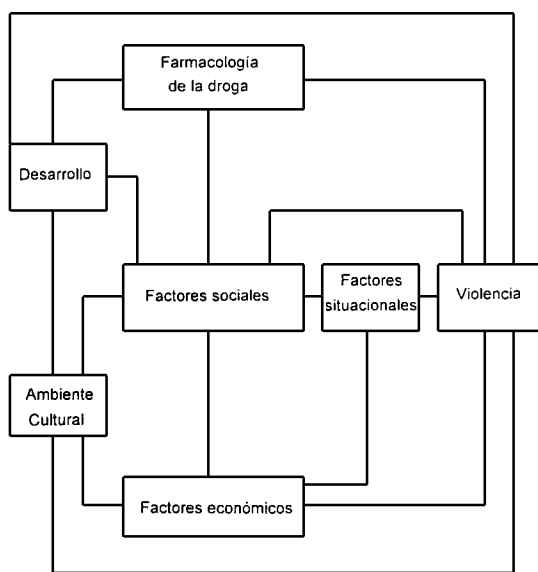 Farmacología
de la droga
Desarrollo
Factores sociales
Factores
situacionales
Violencia
Ambiente
Cultural
Factores económicos